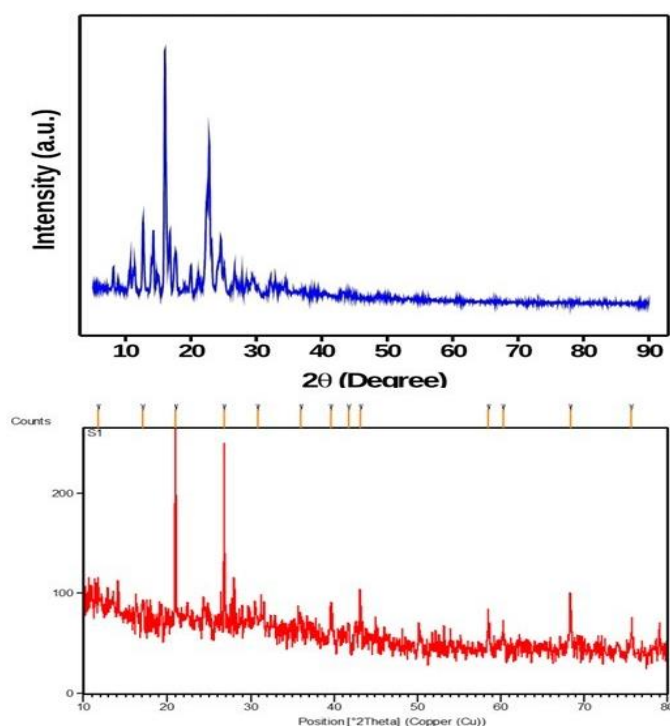 Intensity (a.u.)
10 20 30 40 50 60 70 80 90
2θ (Degree)
Counts
S1
200
100
0
10 20 30 40 50 60 70 80
Position [°2Theta] (Copper (Cu))